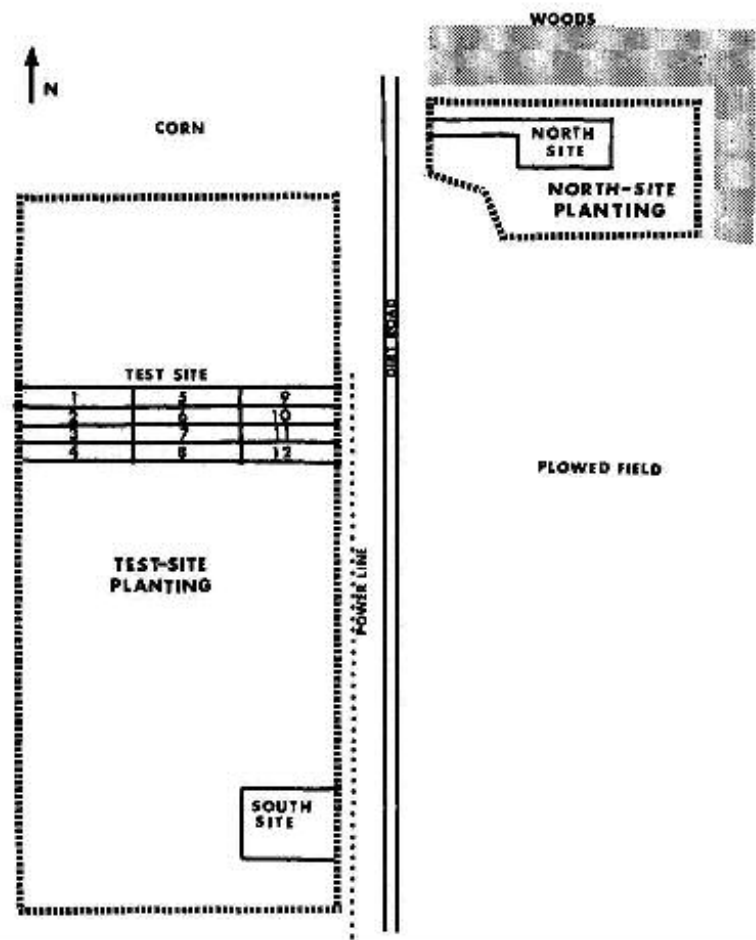 WOODS
N
CORN
NORTH
SITE
NORTH-SITE
PLANTING
DIRT ROAD
TEST SITE
1 5 9
2 6 10
3 7 11
4 8 12
PLOWED FIELD
TEST-SITE
PLANTING
POWER LINE
SOUTH
SITE